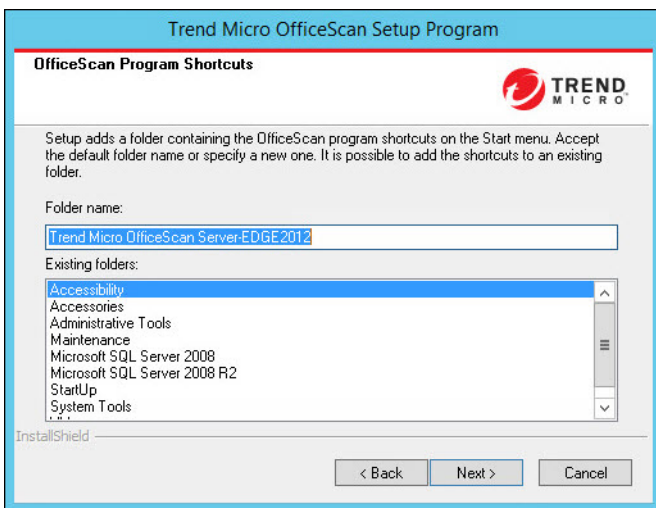 Trend Micro OfficeScan Setup Program
OfficeScan Program Shortcuts
TREND
MICRO
Setup adds a folder containing the OfficeScan program shortcuts on the Start menu. Accept
the default folder name or specify a new one. It is possible to add the shortcuts to an existing
folder.
Folder name:
Trend Micro OfficeScan Server-EDGE2012
Existing folders:
Accessibility
Accessories
Administrative Tools
Maintenance
Microsoft SQL Server 2008
Microsoft SQL Server 2008 R2
StartUp
System Tools
InstallShield
< Back
Next >
Cancel